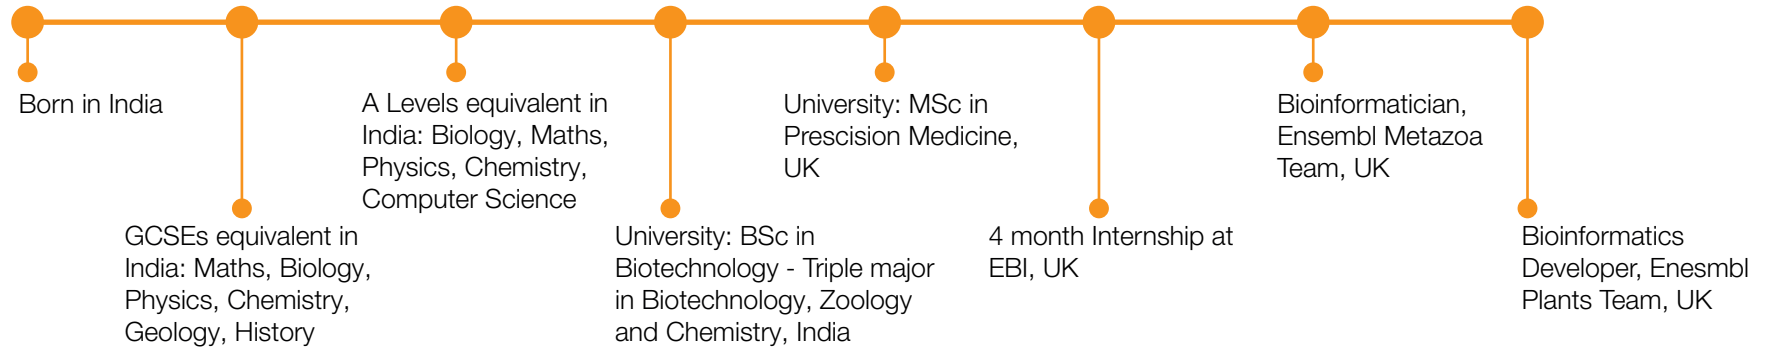 Born in India
GCSEs equivalent in
India: Maths, Biology,
Physics, Chemistry,
Geology, History
A Levels equivalent in
India: Biology, Maths,
Physics, Chemistry,
Computer Science
University: BSc in
Biotechnology - Triple major
in Biotechnology, Zoology
and Chemistry, India
University: MSc in
Prescision Medicine,
UK
4 month Internship at
EBI, UK
Bioinformatician,
Ensembl Metazoa
Team, UK
Bioinformatics
Developer, Enesmbl
Plants Team, UK